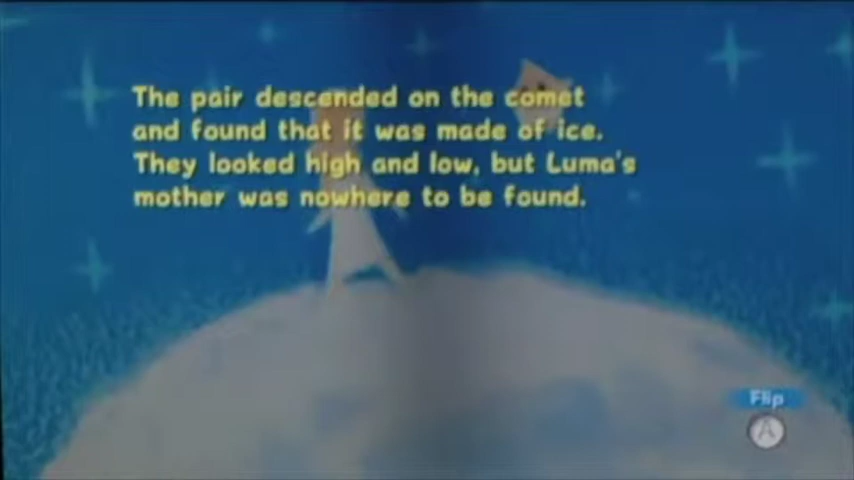 The pair descended on the comet
and found that it was made of ice.
They looked high and low, but Luma's
mother was nowhere to be found.
Flip
A